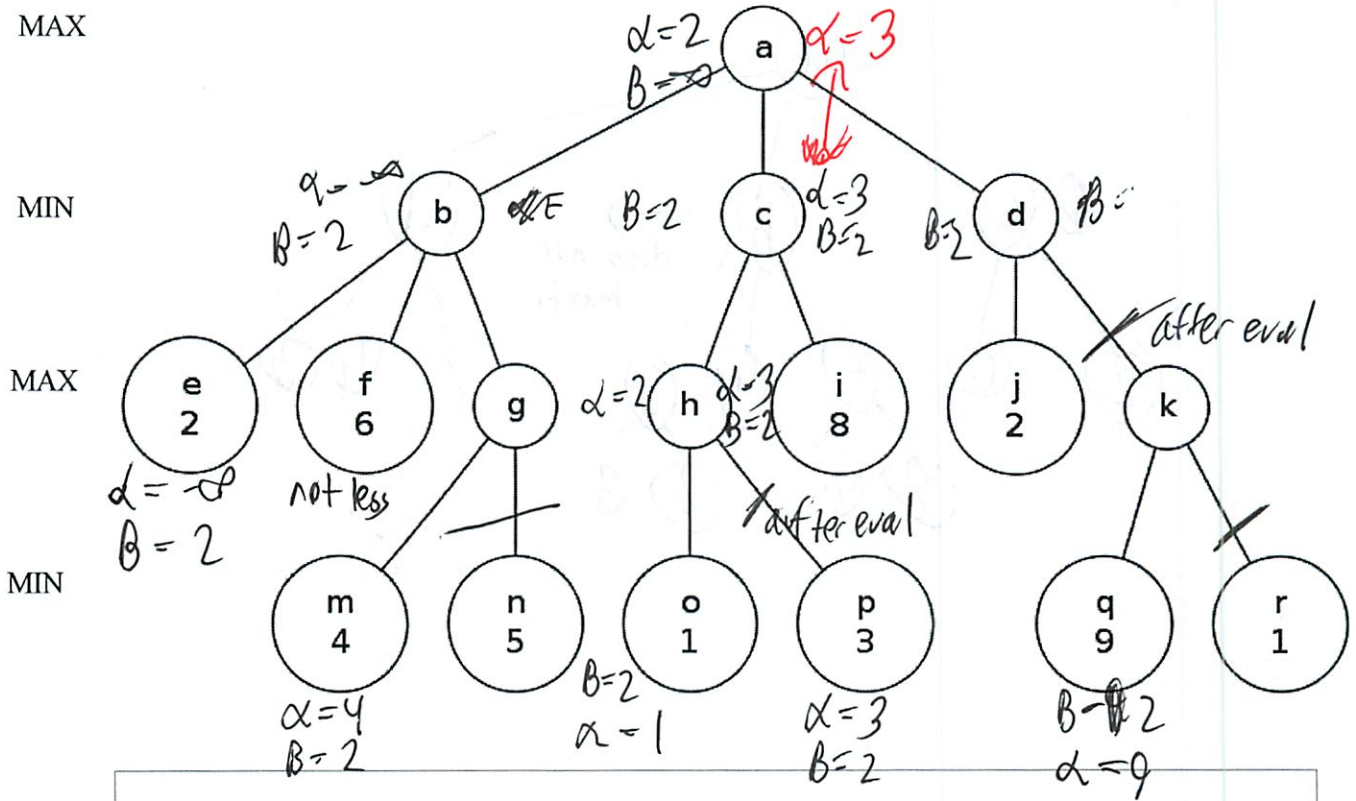 MAX
α=2
a
α=3
B=∞
MIN
α=-∞
B=2
b
B=2
c
α=3
B=2
B=2
d
B=
after eval
MAX
e
2
f
6
g
α=2
h
α=3
B=2
i
8
j
2
k
α=-∞
B=2
not less
after eval
MIN
m
4
n
5
o
1
p
3
q
9
r
1
α=4
B=2
B=2
α=1
α=3
B=2
B=2
α=9